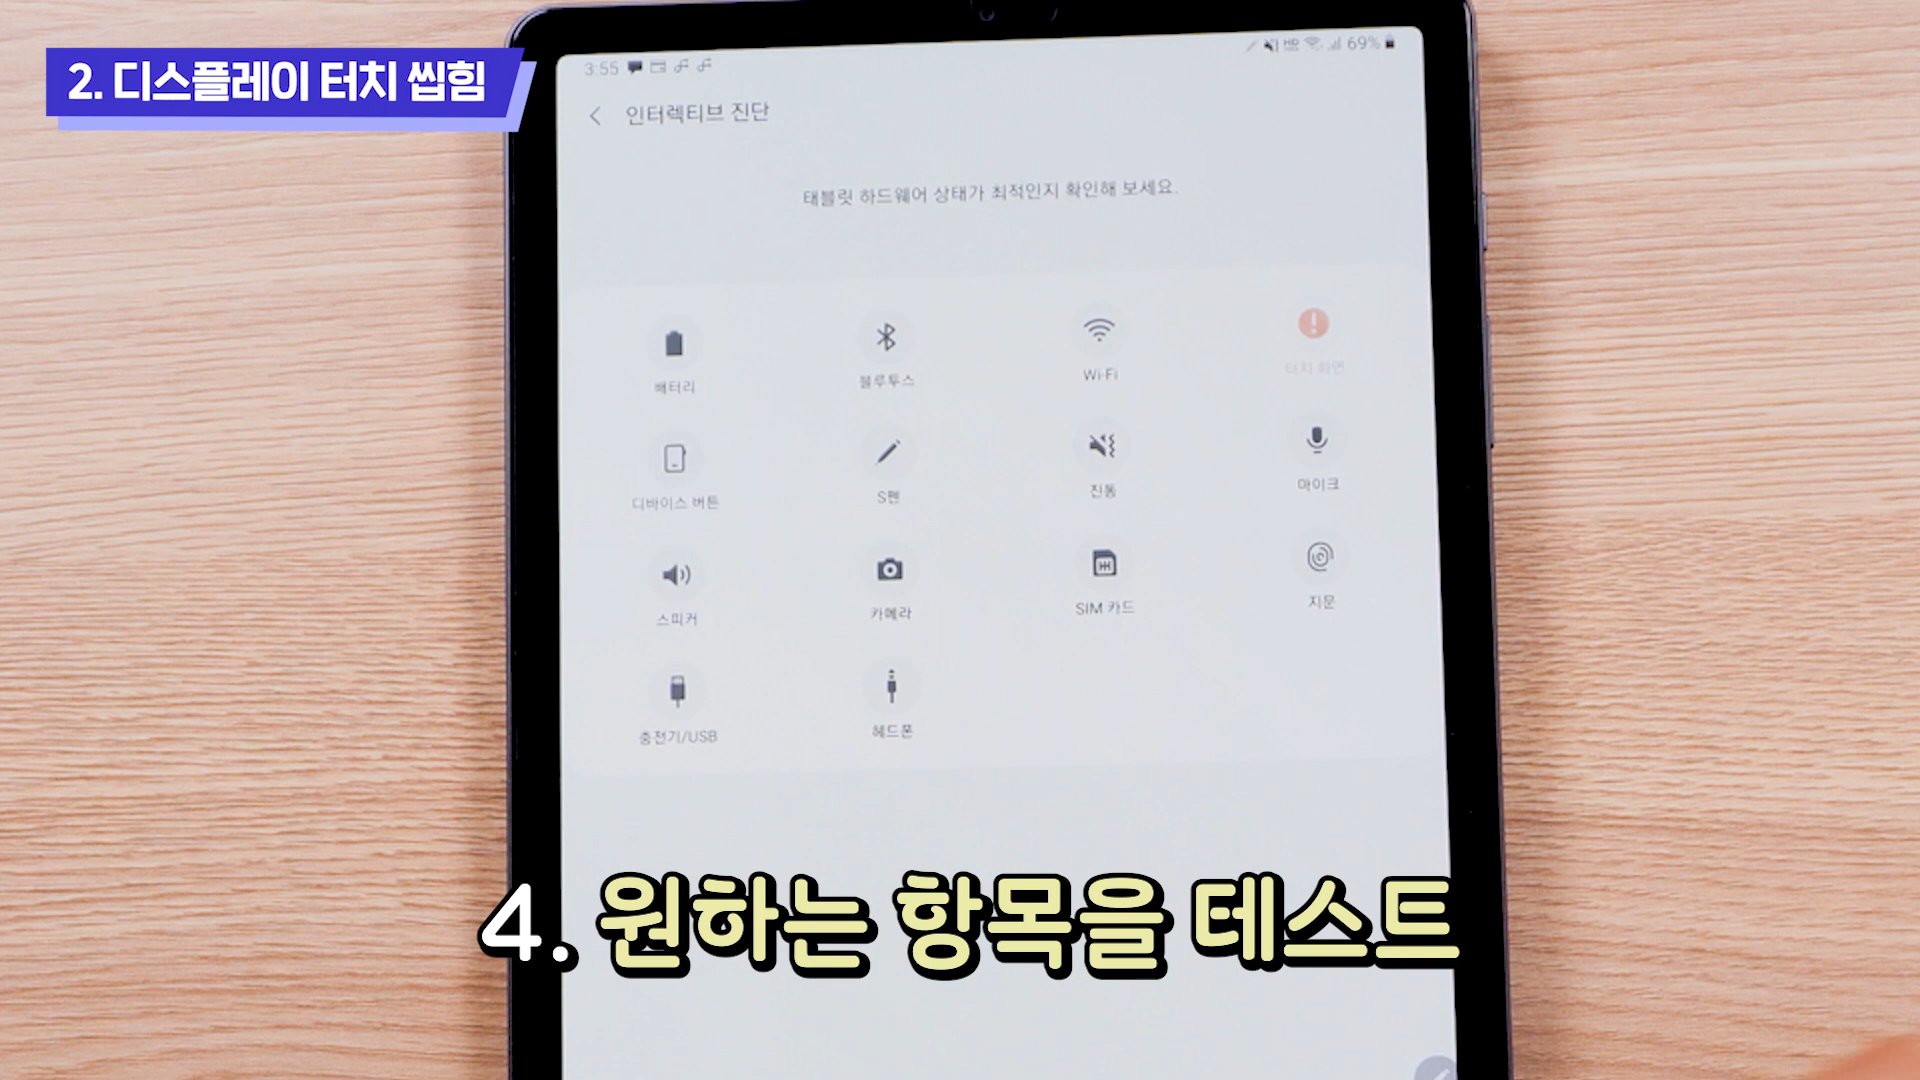 2. 디스플레이 터치 씹힘
3:55
69%
인터렉티브 진단
태블릿 하드웨어 상태가 최적인지 확인해 보세요.
배터리
블루투스
Wi-Fi
터치 화면
디바이스 버튼
S펜
진동
마이크
스피커
카메라
SIM 카드
지문
충전기/USB
헤드폰
4. 원하는 항목을 테스트